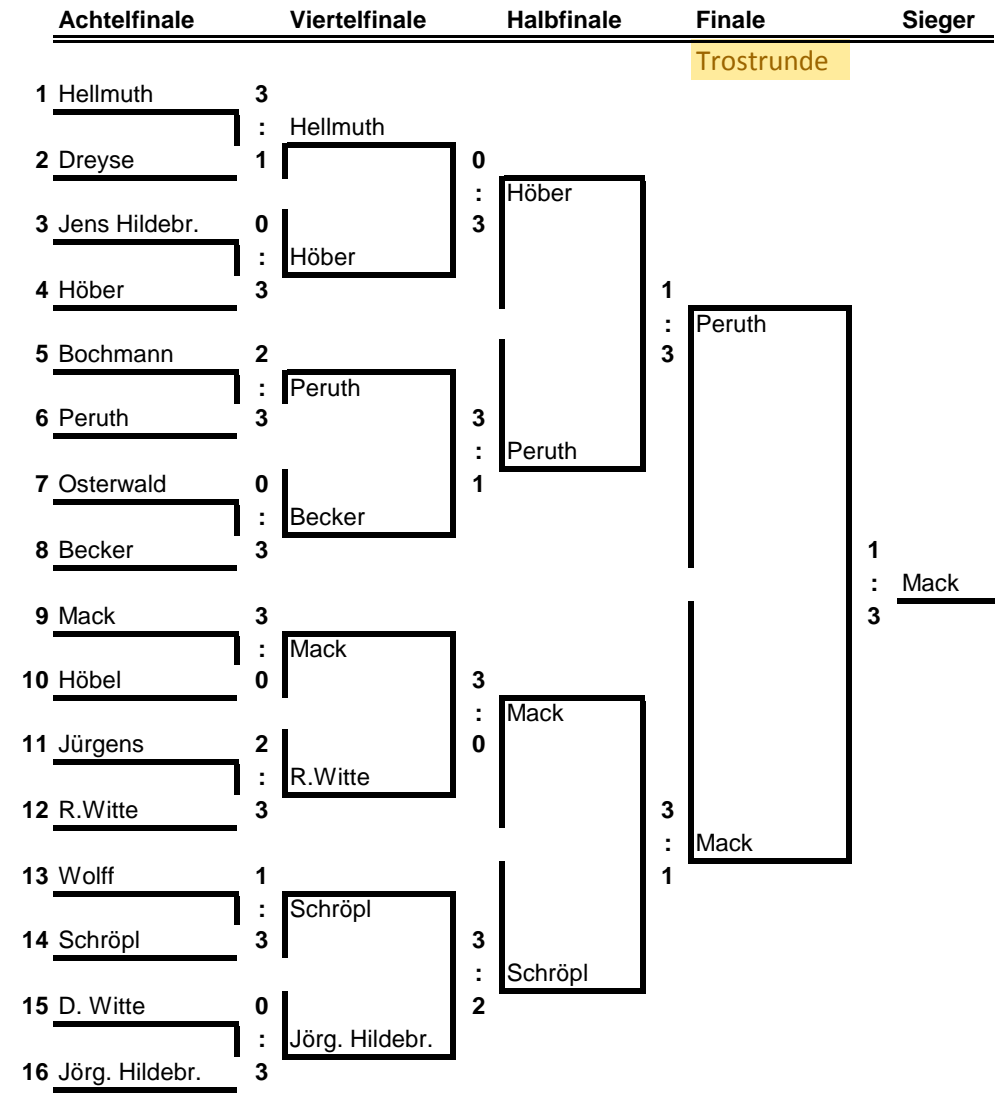 Achtelfinale Viertelfinale Halbfinale Finale Sieger
Trostrunde
1 Hellmuth 3
: Hellmuth
2 Dreyse 1 0
: Höber
3 Jens Hildebr. 0 3
: Höber
4 Höber 3 1
: Peruth
5 Bochmann 2 3
: Peruth
6 Peruth 3 3
: Peruth
7 Osterwald 0 1
: Becker
8 Becker 3 1
: Mack
9 Mack 3 3
: Mack
10 Höbel 0 3
: Mack
11 Jürgens 2 0
: R.Witte
12 R.Witte 3 3
: Mack
13 Wolff 1 1
: Schröpl
14 Schröpl 3 3
: Schröpl
15 D. Witte 0 2
: Jörg. Hildebr.
16 Jörg. Hildebr. 3